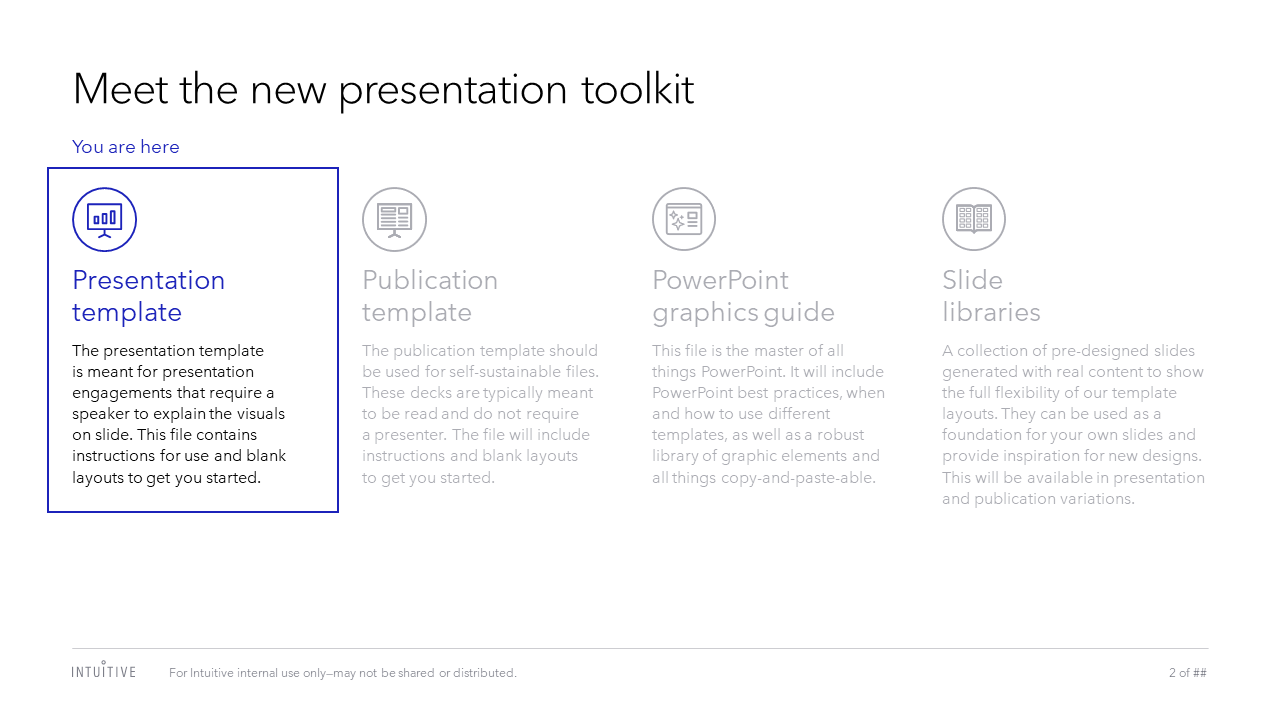 Meet the new presentation toolkit
You are here
Presentation
template
The presentation template
is meant for presentation
engagements that require a
speaker to explain the visuals
on slide. This file contains
instructions for use and blank
layouts to get you started.
Publication
template
The publication template should
be used for self-sustainable files.
These decks are typically meant
to be read and do not require
a presenter. The file will include
instructions and blank layouts
to get you started.
PowerPoint
graphics guide
This file is the master of all
things PowerPoint. It will include
PowerPoint best practices, when
and how to use different
templates, as well as a robust
library of graphic elements and
all things copy-and-paste-able.
Slide
libraries
A collection of pre-designed slides
generated with real content to show
the full flexibility of our template
layouts. They can be used as a
foundation for your own slides and
provide inspiration for new designs.
This will be available in presentation
and publication variations.
INTUITIVE
For Intuitive internal use only—may not be shared or distributed.
2 of ##